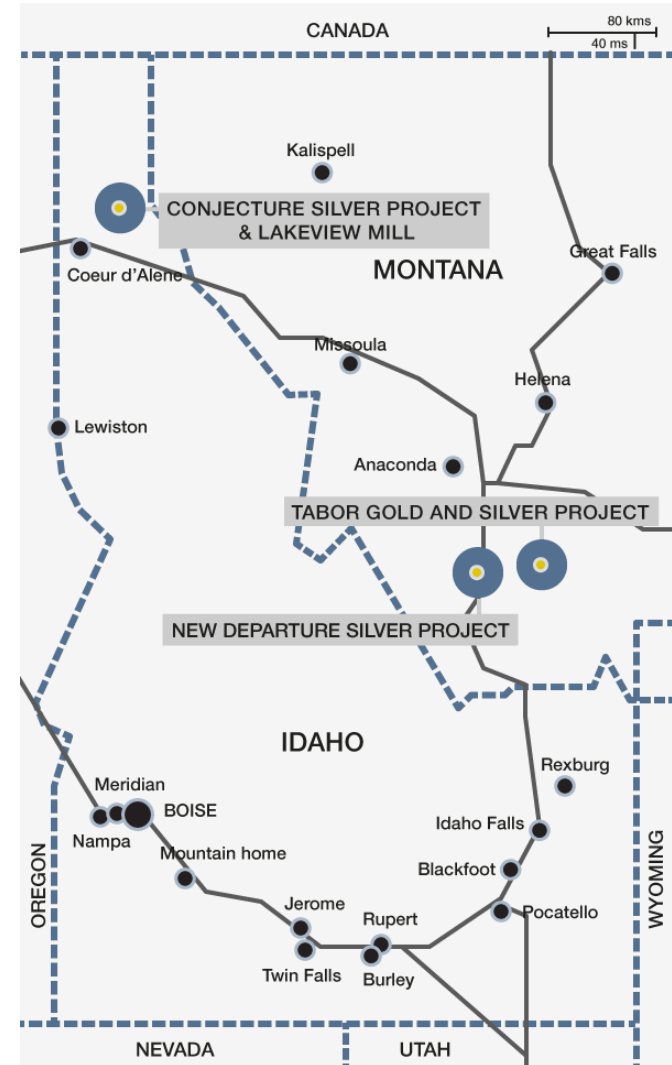 80 kms
CANADA
40 ms
Kalispell
CONJECTURE SILVER PROJECT
& LAKEVIEW MILL
Great Falls
MONTANA
Coeur d'Alene
Missoula
Helena
Lewiston
Anaconda
TABOR GOLD AND SILVER PROJECT
NEW DEPARTURE SILVER PROJECT
IDAHO
Rexburg
Meridian
BOISE
Idaho Falls
Nampa
Mountain home
Blackfoot
OREGON
WYOMING
Jerome
Rupert
Pocatello
Twin Falls
Burley
NEVADA
UTAH